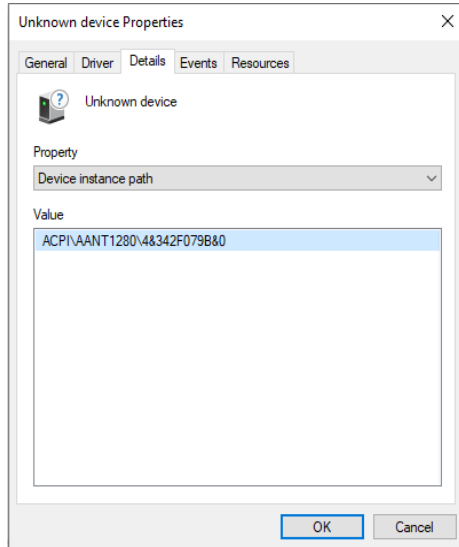 Unknown device Properties
General Driver Details Events Resources
Unknown device
Property
Device instance path
Value
ACPI\AANT1280\4&342F079B&0
OK Cancel